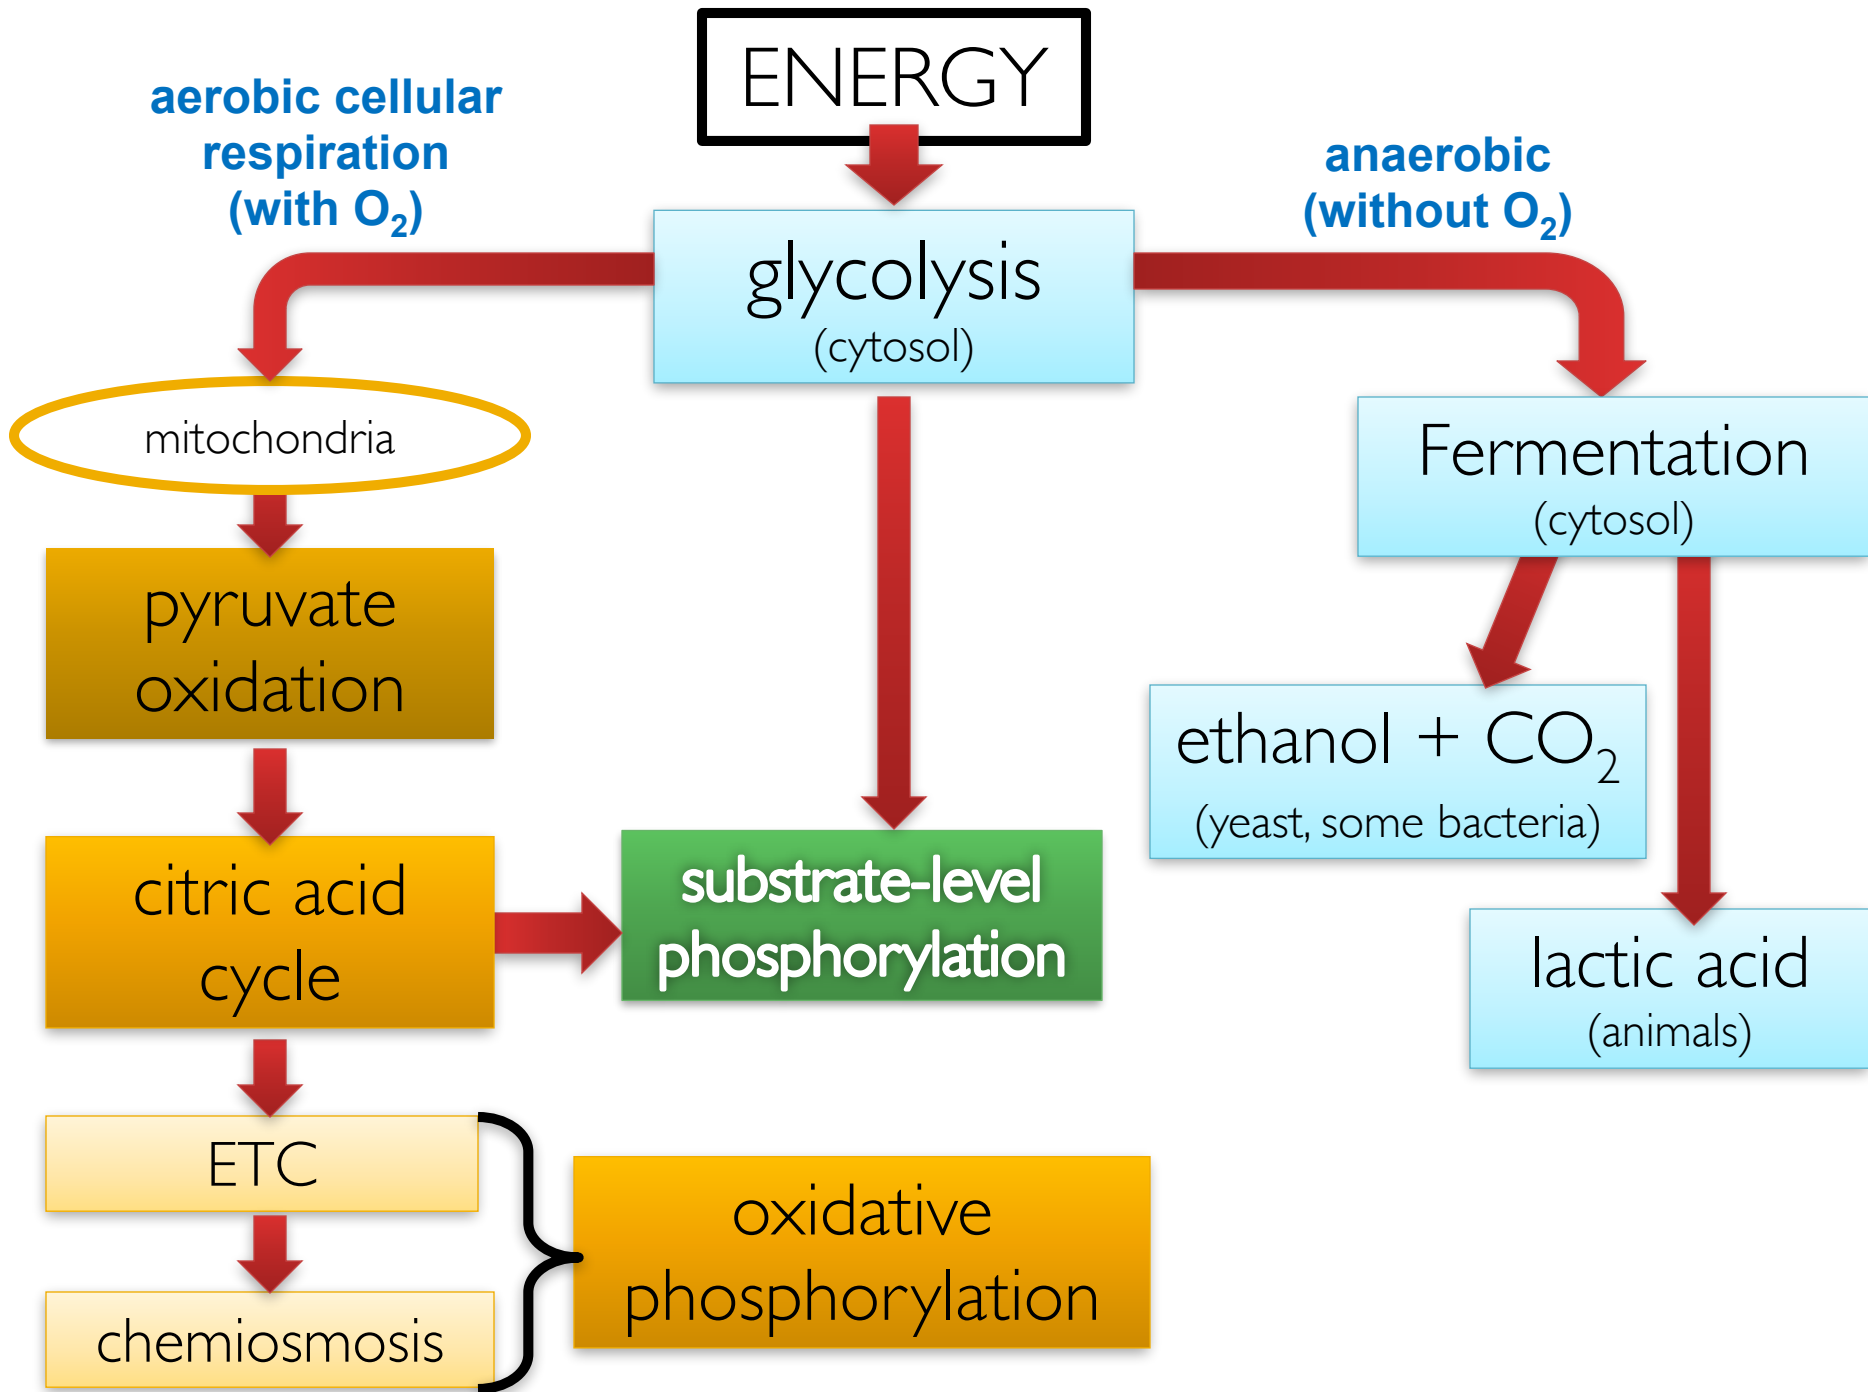 ENERGY
aerobic cellular
respiration
(with O₂)
anaerobic
(without O₂)
glycolysis
(cytosol)
mitochondria
Fermentation
(cytosol)
pyruvate
oxidation
ethanol + CO₂
(yeast, some bacteria)
citric acid
cycle
substrate-level
phosphorylation
lactic acid
(animals)
ETC
oxidative
phosphorylation
chemiosmosis